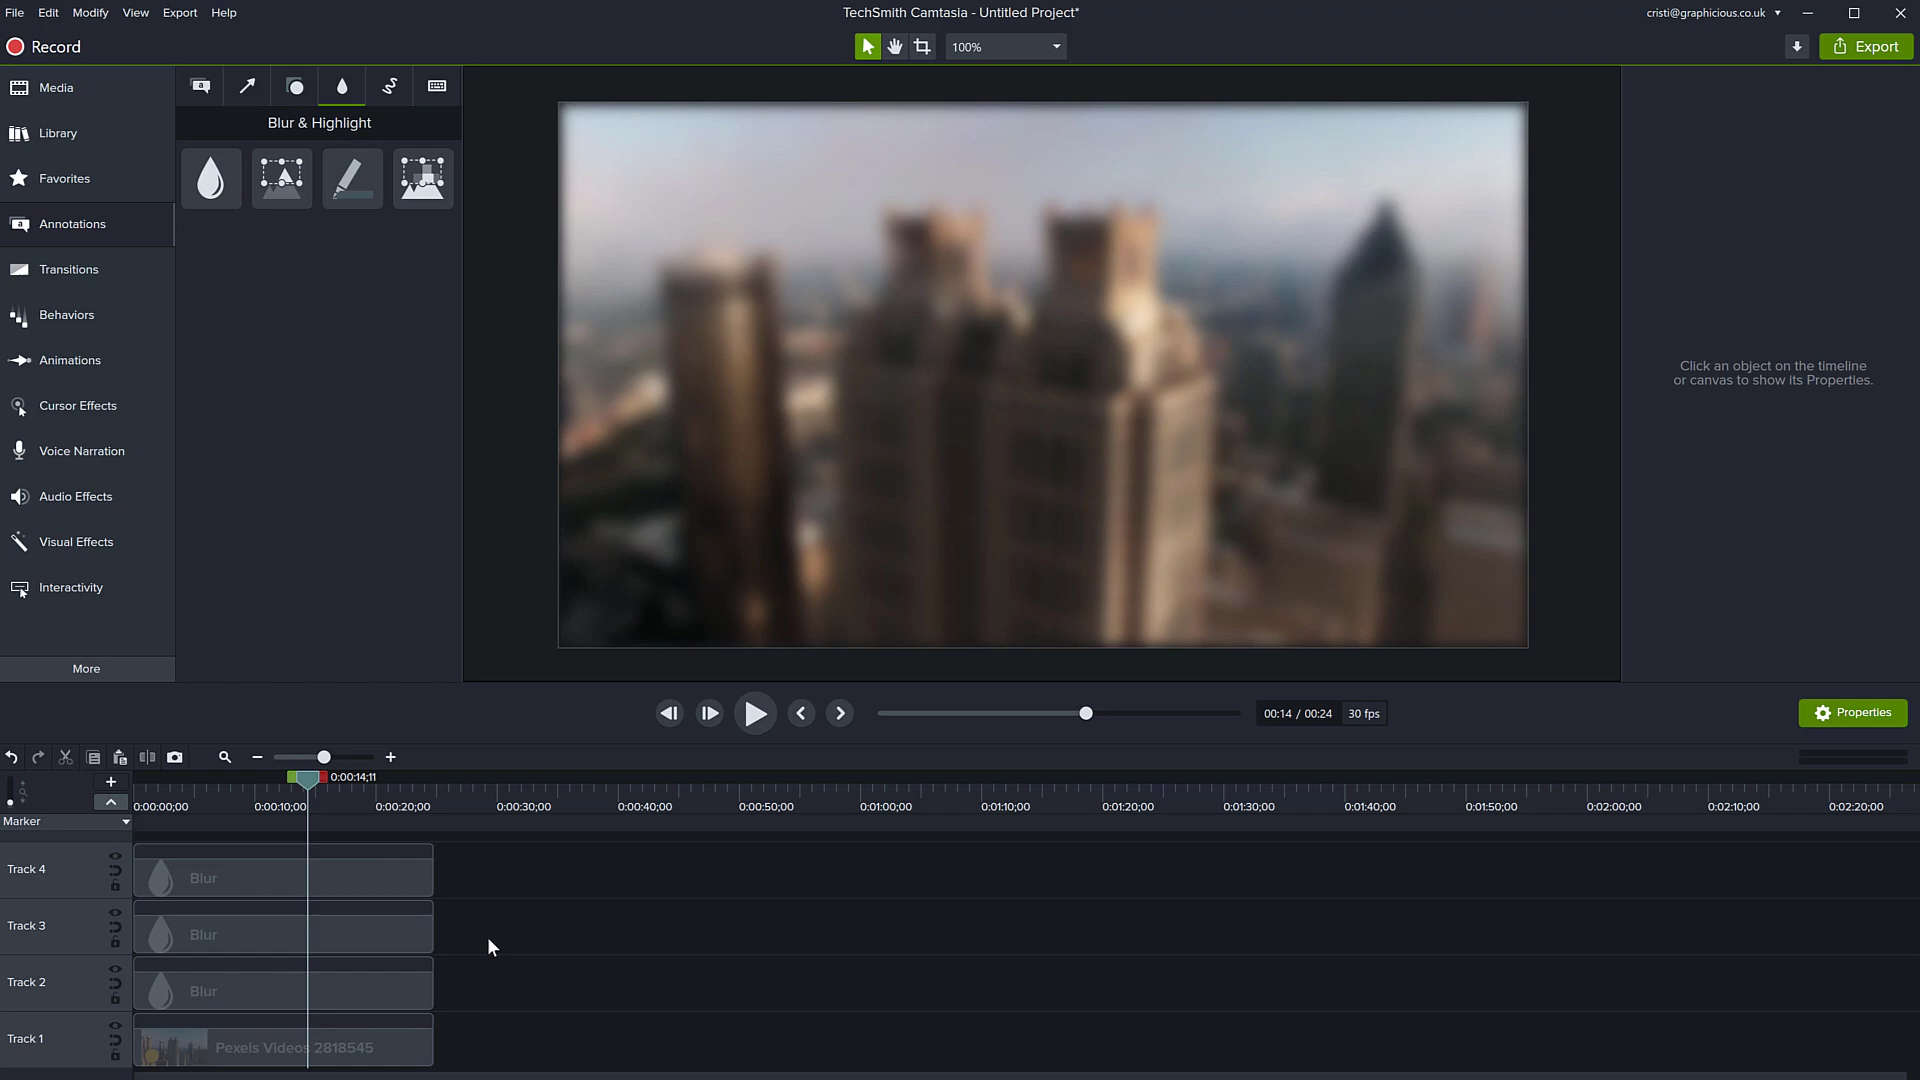 File Edit Modify View Export Help
TechSmith Camtasia - Untitled Project*
cristi@graphicious.co.uk
Record
100%
Export
Media
Library
Favorites
Annotations
Transitions
Behaviors
Animations
Cursor Effects
Voice Narration
Audio Effects
Visual Effects
Interactivity
More
Blur & Highlight
Click an object on the timeline
or canvas to show its Properties.
00:14 / 00:24 30 fps
Properties
0:00:14;11
0:00:00;00 0:00:10;00 0:00:20;00 0:00:30;00 0:00:40;00 0:00:50;00 0:01:00;00 0:01:10;00 0:01:20;00 0:01:30;00 0:01:40;00 0:01:50;00 0:02:00;00 0:02:10;00 0:02:20;00
Marker
Track 4 Blur
Track 3 Blur
Track 2 Blur
Track 1 Pexels Videos 2818545